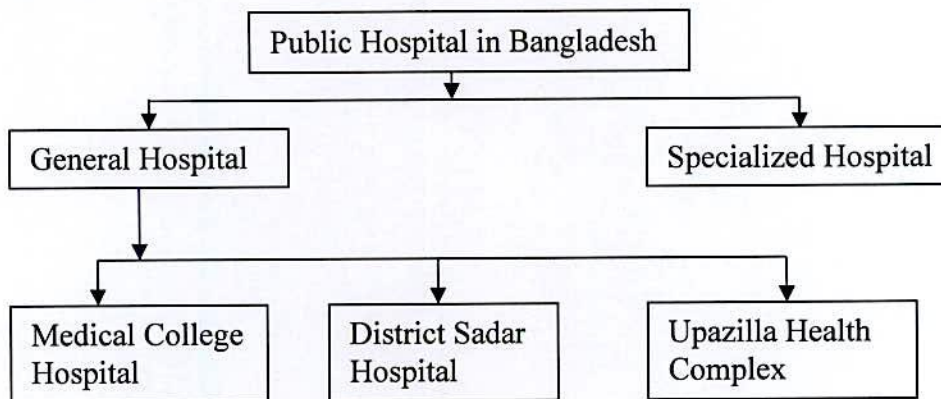 Public Hospital in Bangladesh
General Hospital
Specialized Hospital
Medical College
Hospital
District Sadar
Hospital
Upazilla Health
Complex